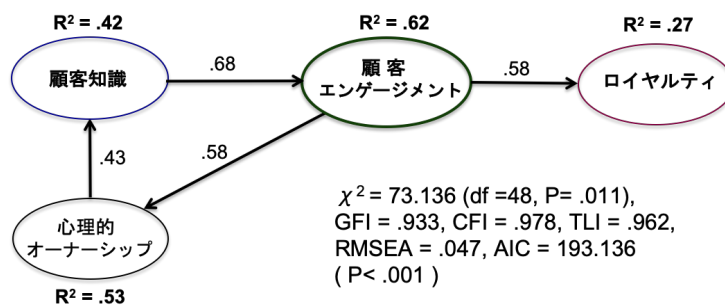 R² = .42
R² = .62
R² = .27
顧客知識
.68
顧 客
エンゲージメント
.58
ロイヤルティ
.43
.58
心理的
オーナーシップ
R² = .53
χ² = 73.136 (df =48, P= .011),
GFI = .933, CFI = .978, TLI = .962,
RMSEA = .047, AIC = 193.136
( P< .001 )